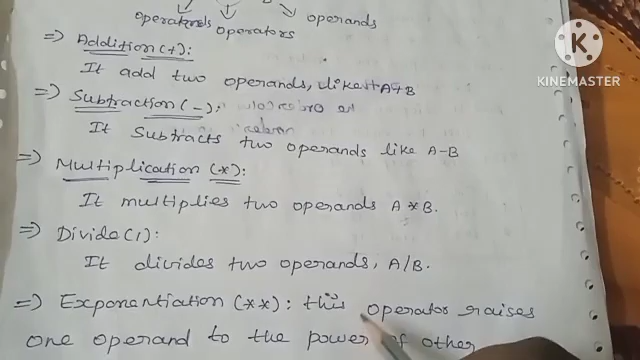 operands operators operands
=> Addition (+):
It add two operands, like A+B
=> Subtraction (-):
It subtracts two operands like A-B
=> Multiplication (*):
It multiplies two operands A*B.
=> Divide (/):
It divides two operands, A/B.
=> Exponentiation (**): this operator raises
one operand to the power of other
KINEMASTER